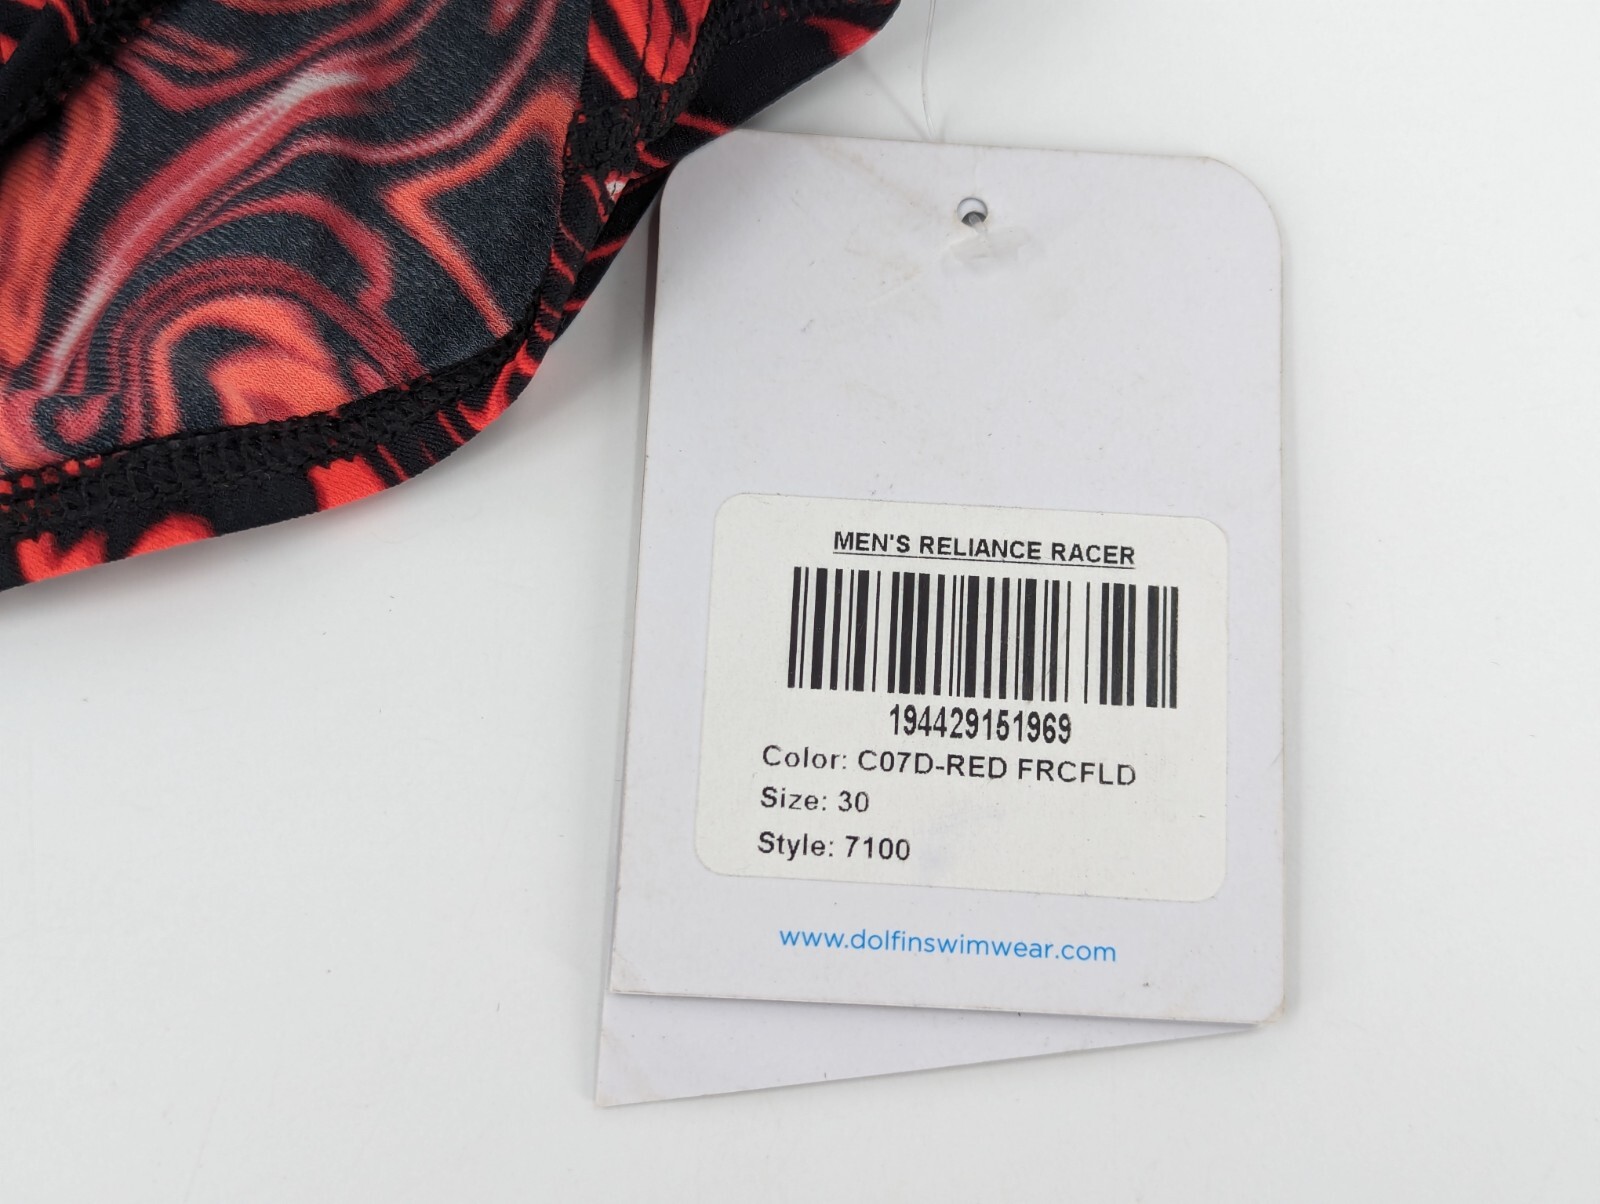 MEN'S RELIANCE RACER
194429151969
Color: C07D-RED FRCFLD
Size: 30
Style: 7100
www.dolfinswimwear.com